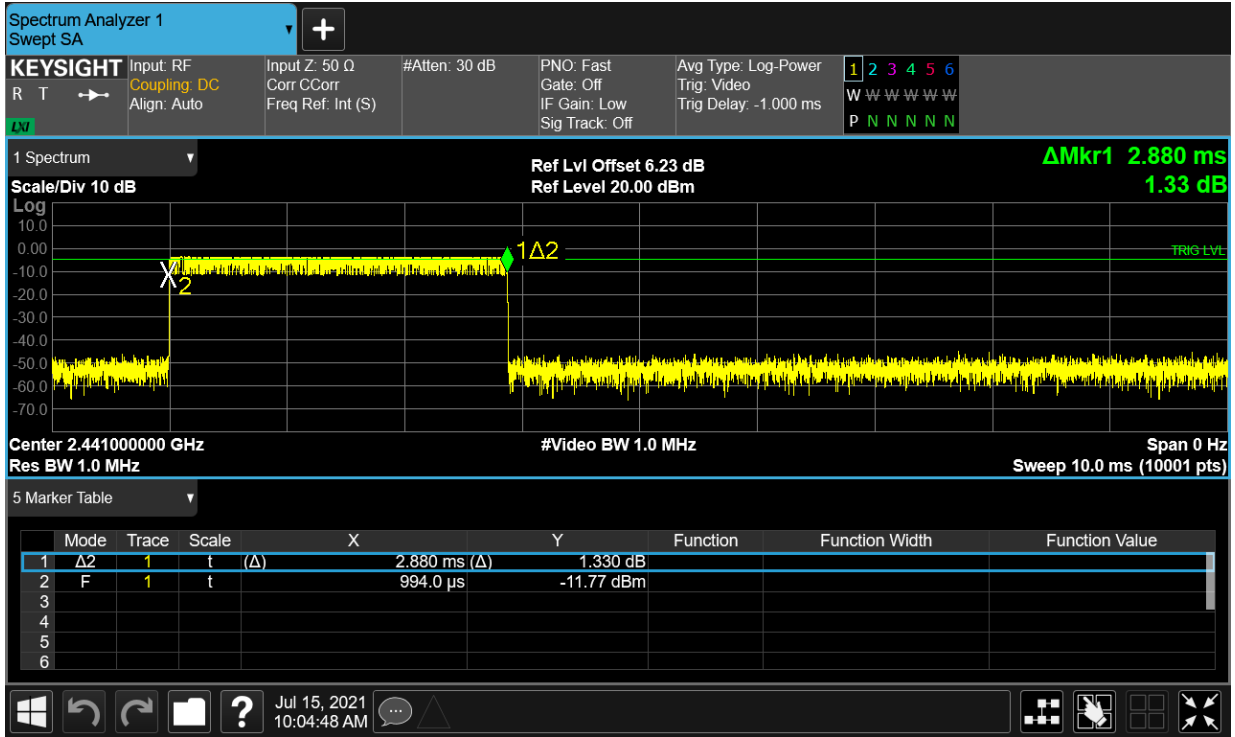 Spectrum Analyzer 1
Swept SA
KEYSIGHT
R T
LXI
Input: RF
Coupling: DC
Align: Auto
Input Z: 50 Ω
Corr CCorr
Freq Ref: Int (S)
#Atten: 30 dB
PNO: Fast
Gate: Off
IF Gain: Low
Sig Track: Off
Avg Type: Log-Power
Trig: Video
Trig Delay: -1.000 ms
1 2 3 4 5 6
W W W W W W
P N N N N N
1 Spectrum
Scale/Div 10 dB
Ref Lvl Offset 6.23 dB
Ref Level 20.00 dBm
ΔMkr1 2.880 ms
1.33 dB
Log
10.0
0.00
-10.0
-20.0
-30.0
-40.0
-50.0
-60.0
-70.0
1Δ2
TRIG LVL
2
Center 2.441000000 GHz
Res BW 1.0 MHz
#Video BW 1.0 MHz
Span 0 Hz
Sweep 10.0 ms (10001 pts)
5 Marker Table
Mode Trace Scale X Y Function Function Width Function Value
1 Δ2 1 t (Δ) 2.880 ms (Δ) 1.330 dB
2 F 1 t 994.0 µs -11.77 dBm
3
4
5
6
?
Jul 15, 2021
10:04:48 AM